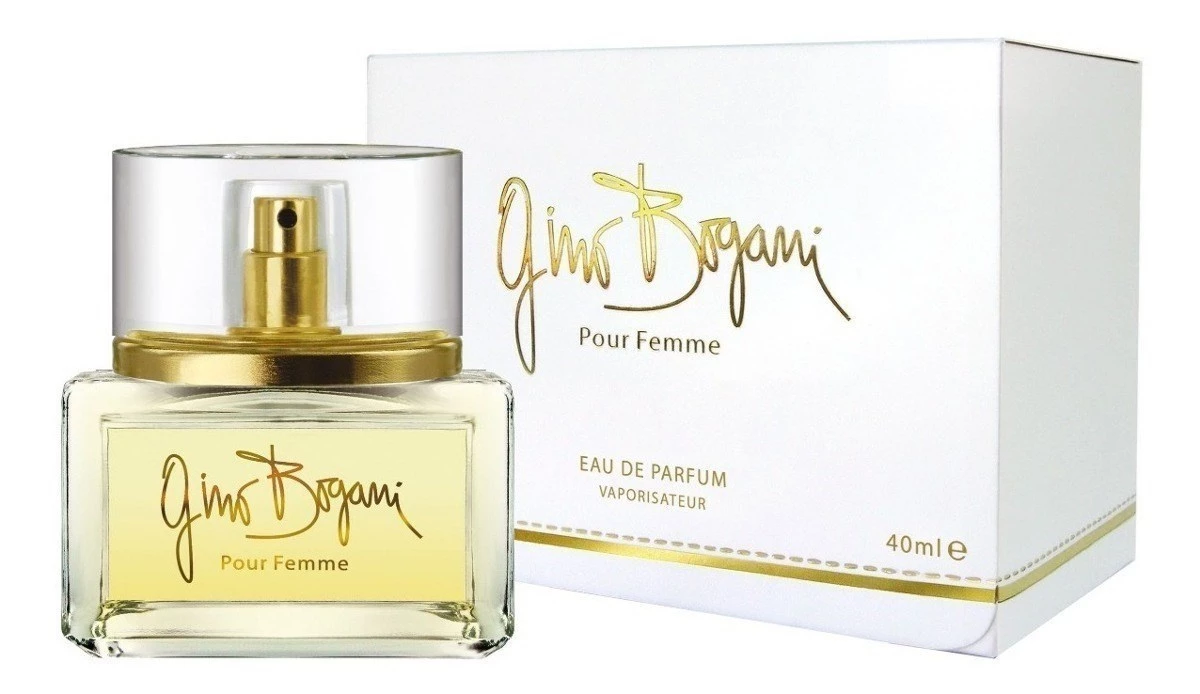 Gino Bogani
Pour Femme
Gino Bogani
Pour Femme
EAU DE PARFUM
VAPORISATEUR
40ml e